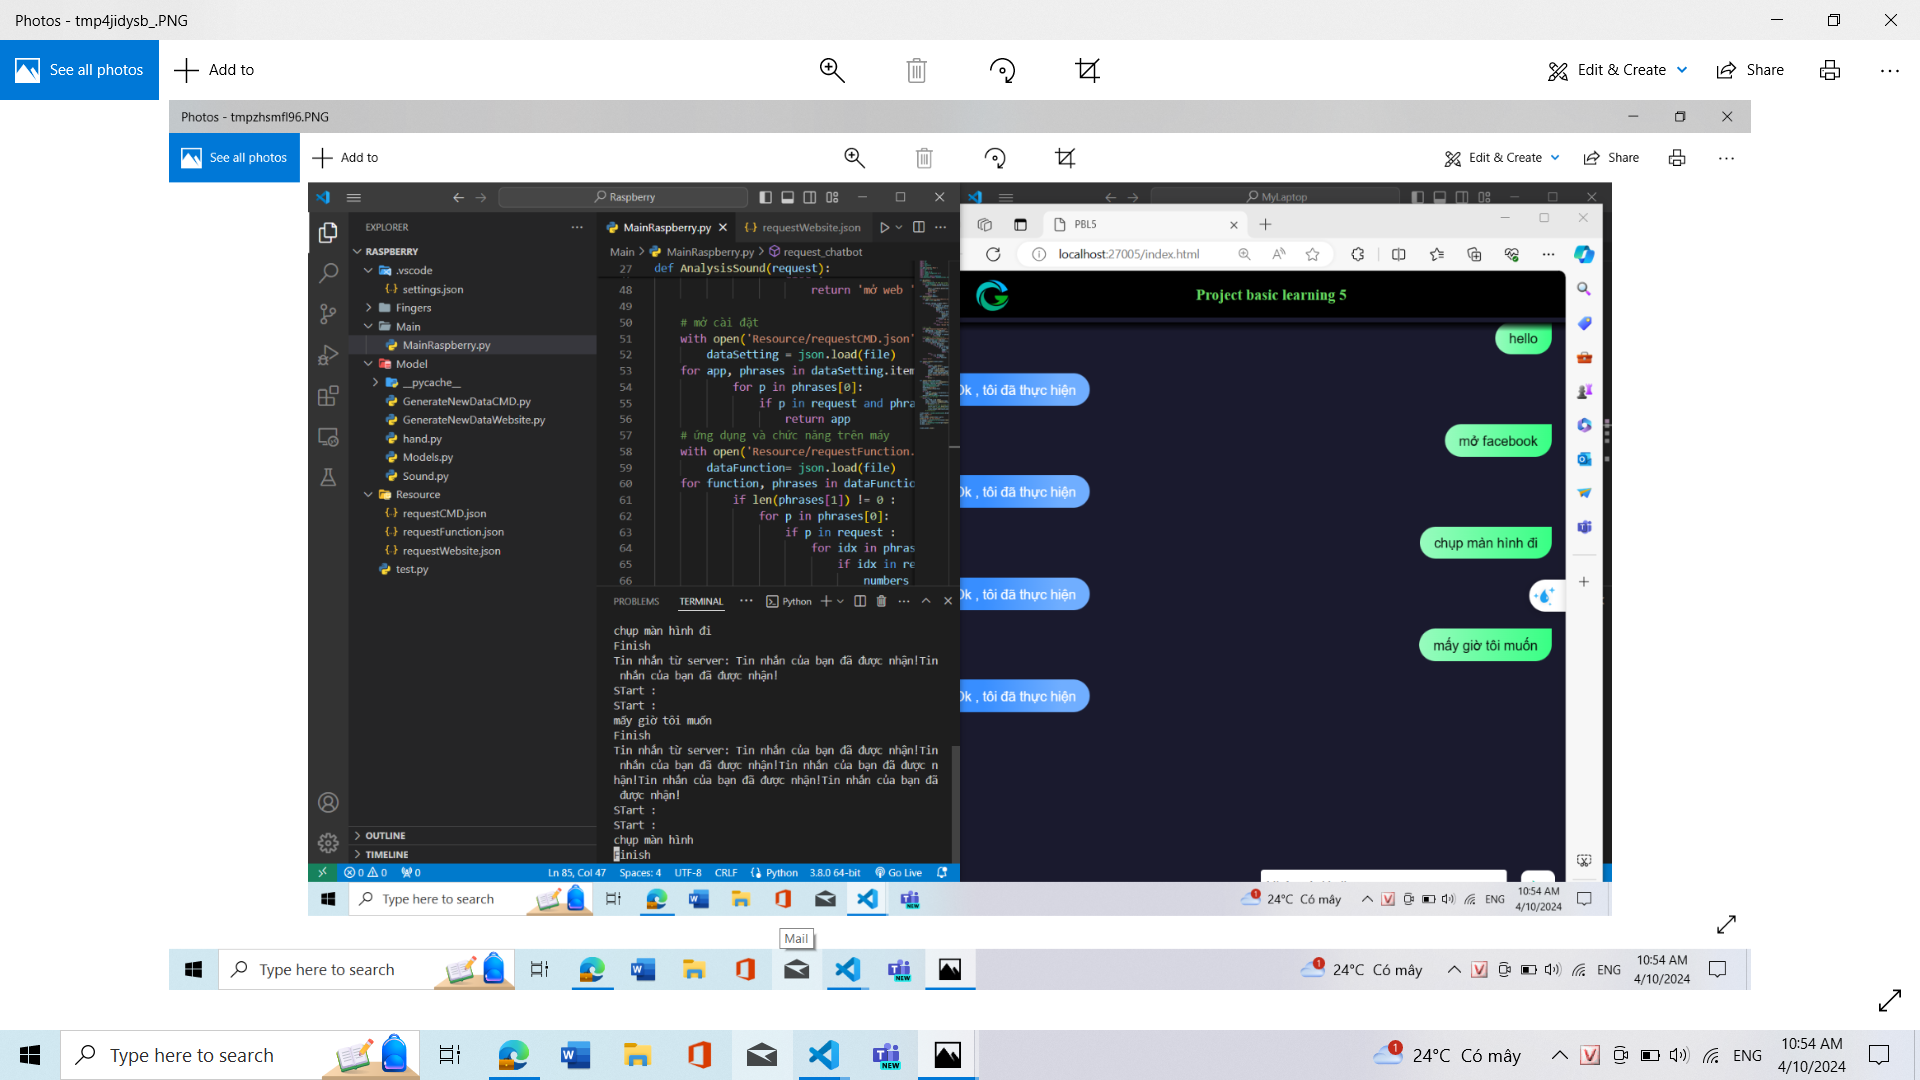 Photos - tmp4jidysb_.PNG
See all photos
Add to
Edit & Create
Share
Photos - tmpzhsmfl96.PNG
See all photos
Add to
Edit & Create
Share
Raspberry
EXPLORER
RASPBERRY
.vscode
settings.json
Fingers
Main
MainRaspberry.py
Model
__pycache__
GenerateNewDataCMD.py
GenerateNewDataWebsite.py
hand.py
Models.py
Sound.py
Resource
requestCMD.json
requestFunction.json
requestWebsite.json
test.py
OUTLINE
TIMELINE
MainRaspberry.py
requestWebsite.json
Main > MainRaspberry.py > request_chatbot
27 def AnalysisSound(request):
48 return 'mở web '
49
50 # mở cài đặt
51 with open('Resource/requestCMD.json'
52 dataSetting = json.load(file)
53 for app, phrases in dataSetting.item
54 for p in phrases[0]:
55 if p in request and phra
56 return app
57 # ứng dụng và chức năng trên máy
58 with open('Resource/requestFunction.
59 dataFunction= json.load(file)
60 for function, phrases in dataFunctio
61 if len(phrases[1]) != 0 :
62 for p in phrases[0]:
63 if p in request :
64 for idx in phras
65 if idx in re
66 numbers
PROBLEMS
TERMINAL
Python
chụp màn hình đi
Finish
Tin nhắn từ server: Tin nhắn của bạn đã được nhận!Tin
nhắn của bạn đã được nhận!
STart :
STart :
mấy giờ tôi muốn
Finish
Tin nhắn từ server: Tin nhắn của bạn đã được nhận!Tin
nhắn của bạn đã được nhận!Tin nhắn của bạn đã được n
hận!Tin nhắn của bạn đã được nhận!Tin nhắn của bạn đã
được nhận!
STart :
STart :
chụp màn hình
Finish
0 0 0
Ln 85, Col 47 Spaces: 4 UTF-8 CRLF Python 3.8.0 64-bit Go Live
MyLaptop
PBL5
localhost:27005/index.html
Project basic learning 5
hello
Ok , tôi đã thực hiện
mở facebook
Ok , tôi đã thực hiện
chụp màn hình đi
Ok , tôi đã thực hiện
mấy giờ tôi muốn
Ok , tôi đã thực hiện
Type here to search
NEW
1
24°C Có mây
V
ENG
10:54 AM
4/10/2024
Mail
Type here to search
NEW
1
24°C Có mây
V
ENG
10:54 AM
4/10/2024
Type here to search
NEW
1
24°C Có mây
V
ENG
10:54 AM
4/10/2024